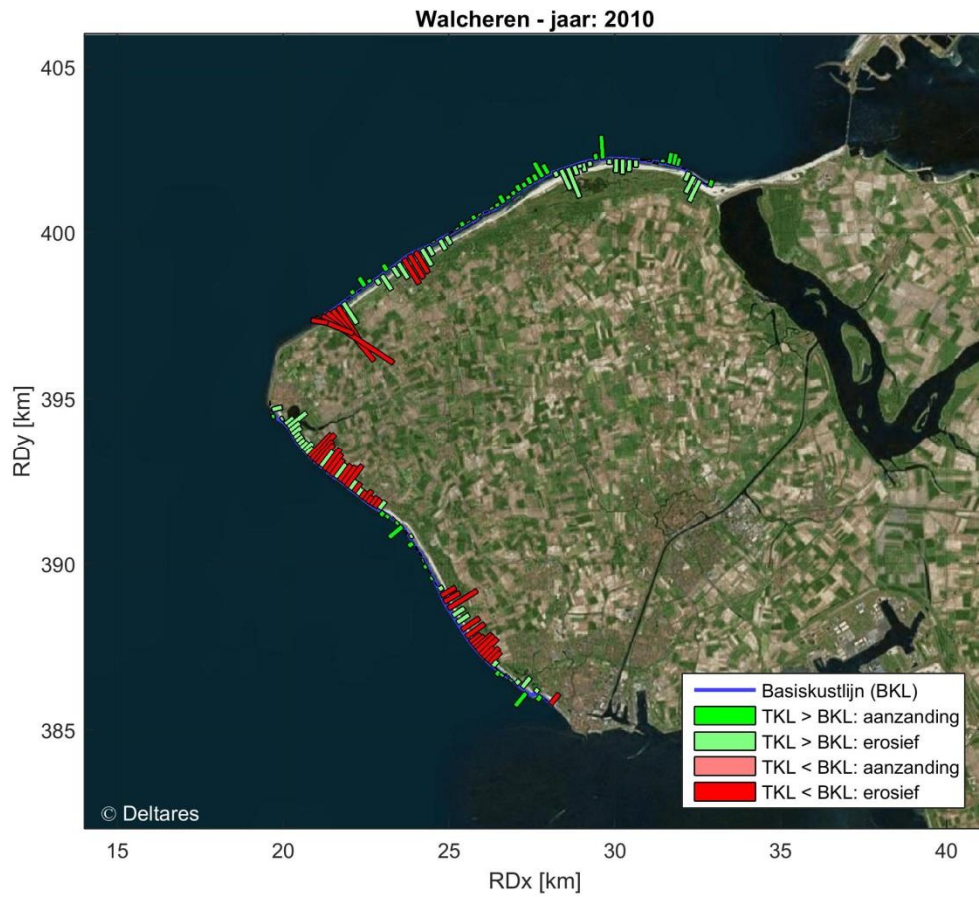 Walcheren - jaar: 2010
405
400
395
390
385
RDy [km]
Basiskustlijn (BKL)
TKL > BKL: aanzanding
TKL > BKL: erosief
TKL < BKL: aanzanding
TKL < BKL: erosief
© Deltares
15 20 25 30 35 40
RDx [km]